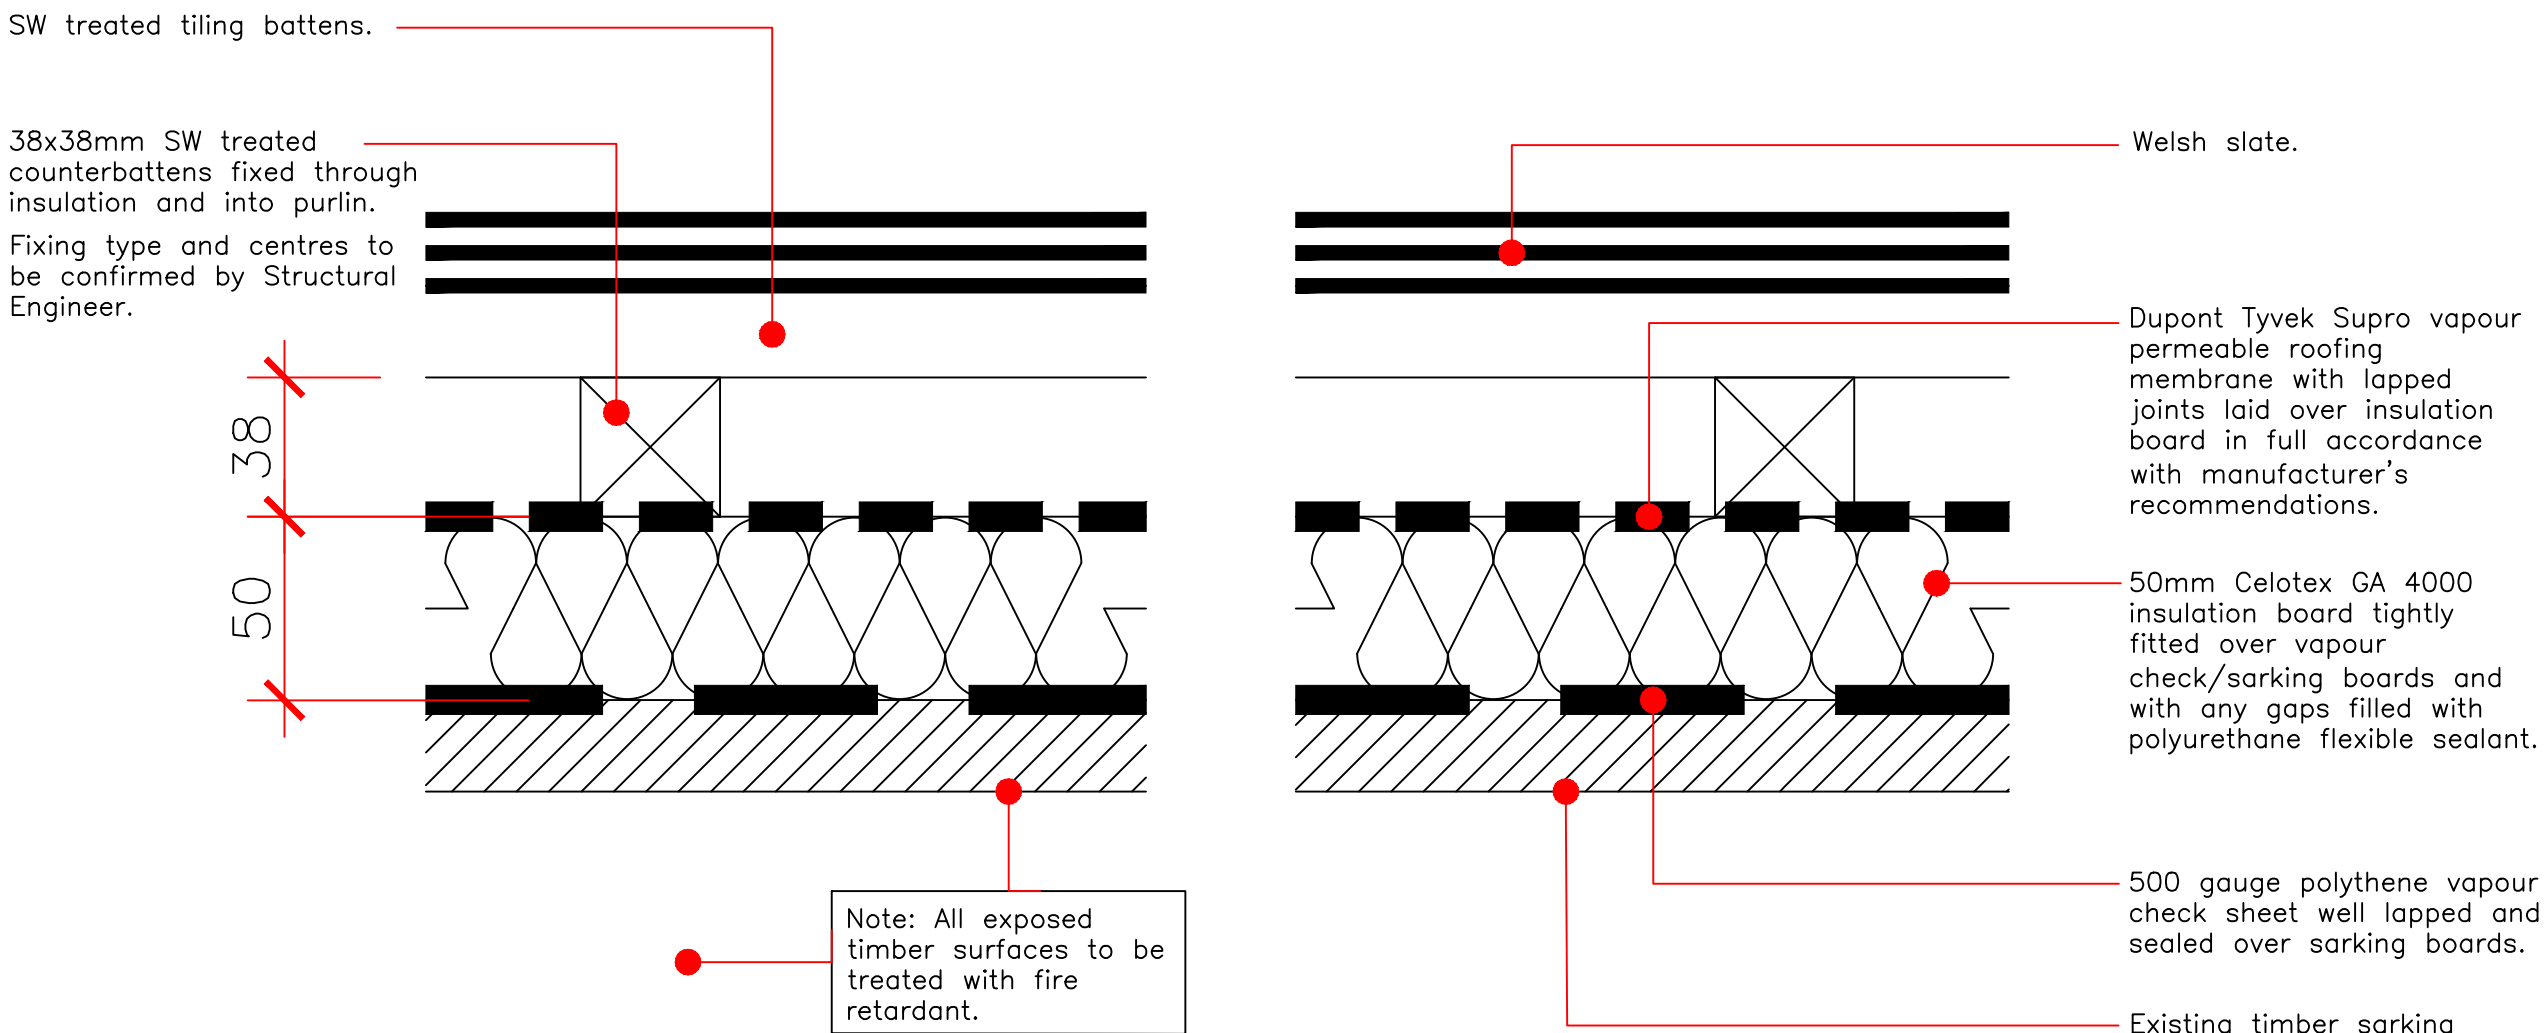 SW treated tiling battens.
38x38mm SW treated
counterbattens fixed through
insulation and into purlin.
Fixing type and centres to
be confirmed by Structural
Engineer.
38
50
Note: All exposed
timber surfaces to be
treated with fire
retardant.
Welsh slate.
Dupont Tyvek Supro vapour
permeable roofing
membrane with lapped
joints laid over insulation
board in full accordance
with manufacturer's
recommendations.
50mm Celotex GA 4000
insulation board tightly
fitted over vapour
check/sarking boards and
with any gaps filled with
polyurethane flexible sealant.
500 gauge polythene vapour
check sheet well lapped and
sealed over sarking boards.
Existing timber sarking